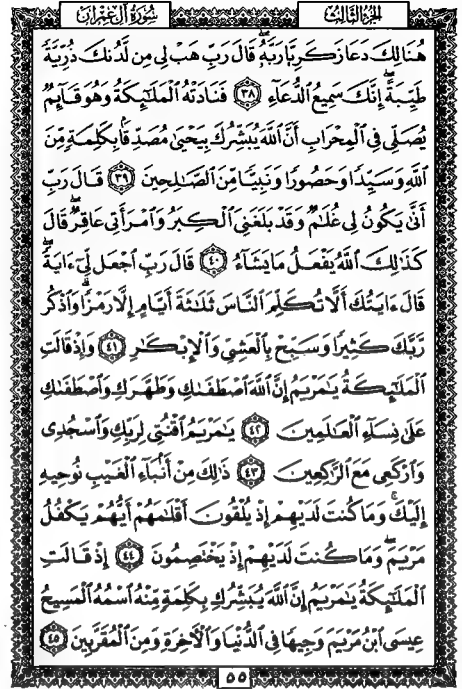 سُورَةُ آلِ عِمۡرَانَ
الجزء الثالث
هُنَالِكَ دَعَا زَكَرِيَّا رَبَّهُۥۖ قَالَ رَبِّ هَبۡ لِي مِن لَّدُنكَ ذُرِّيَّةٗ
طَيِّبَةًۖ إِنَّكَ سَمِيعُ ٱلدُّعَآءِ ٣٨ فَنَادَتۡهُ ٱلۡمَلَٰٓئِكَةُ وَهُوَ قَآئِمٞ
يُصَلِّي فِي ٱلۡمِحۡرَابِ أَنَّ ٱللَّهَ يُبَشِّرُكَ بِيَحۡيَىٰ مُصَدِّقَۢا بِكَلِمَةٖ مِّنَ
ٱللَّهِ وَسَيِّدٗا وَحَصُورٗا وَنَبِيّٗا مِّنَ ٱلصَّٰلِحِينَ ٣٩ قَالَ رَبِّ
أَنَّىٰ يَكُونُ لِي غُلَٰمٞ وَقَدۡ بَلَغَنِيَ ٱلۡكِبَرُ وَٱمۡرَأَتِي عَاقِرٞۖ قَالَ
كَذَٰلِكَ ٱللَّهُ يَفۡعَلُ مَا يَشَآءُ ٤٠ قَالَ رَبِّ ٱجۡعَل لِّيٓ ءَايَةٗۖ
قَالَ ءَايَتُكَ أَلَّا تُكَلِّمَ ٱلنَّاسَ ثَلَٰثَةَ أَيَّامٍ إِلَّا رَمۡزٗاۗ وَٱذۡكُر
رَّبَّكَ كَثِيرٗا وَسَبِّحۡ بِٱلۡعَشِيِّ وَٱلۡإِبۡكَٰرِ ٤١ وَإِذۡ قَالَتِ
ٱلۡمَلَٰٓئِكَةُ يَٰمَرۡيَمُ إِنَّ ٱللَّهَ ٱصۡطَفَىٰكِ وَطَهَّرَكِ وَٱصۡطَفَىٰكِ
عَلَىٰ نِسَآءِ ٱلۡعَٰلَمِينَ ٤٢ يَٰمَرۡيَمُ ٱقۡنُتِي لِرَبِّكِ وَٱسۡجُدِي
وَٱرۡكَعِي مَعَ ٱلرَّٰكِعِينَ ٤٣ ذَٰلِكَ مِنۡ أَنۢبَآءِ ٱلۡغَيۡبِ نُوحِيهِ
إِلَيۡكَۚ وَمَا كُنتَ لَدَيۡهِمۡ إِذۡ يُلۡقُونَ أَقۡلَٰمَهُمۡ أَيُّهُمۡ يَكۡفُلُ
مَرۡيَمَ وَمَا كُنتَ لَدَيۡهِمۡ إِذۡ يَخۡتَصِمُونَ ٤٤ إِذۡ قَالَتِ
ٱلۡمَلَٰٓئِكَةُ يَٰمَرۡيَمُ إِنَّ ٱللَّهَ يُبَشِّرُكِ بِكَلِمَةٖ مِّنۡهُ ٱسۡمُهُ ٱلۡمَسِيحُ
عِيسَى ٱبۡنُ مَرۡيَمَ وَجِيهٗا فِي ٱلدُّنۡيَا وَٱلۡأٓخِرَةِ وَمِنَ ٱلۡمُقَرَّبِينَ ٤٥
٥٥